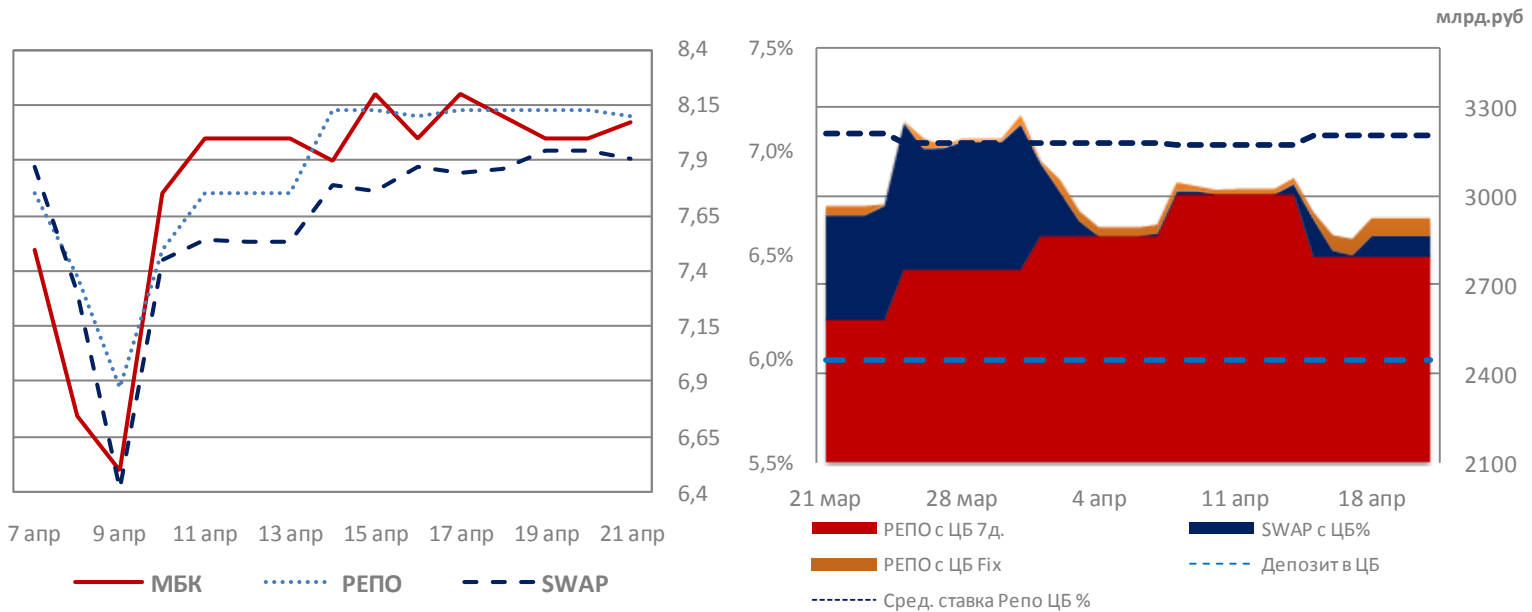 млрд.руб
8,4
8,15
7,9
7,65
7,4
7,15
6,9
6,65
6,4
7 апр 9 апр 11 апр 13 апр 15 апр 17 апр 19 апр 21 апр
МБК РЕПО SWAP
7,5%
7,0%
6,5%
6,0%
5,5%
3300
3000
2700
2400
2100
21 мар 28 мар 4 апр 11 апр 18 апр
РЕПО с ЦБ 7д. SWAP с ЦБ%
РЕПО с ЦБ Fix Депозит в ЦБ
Сред. ставка Репо ЦБ %